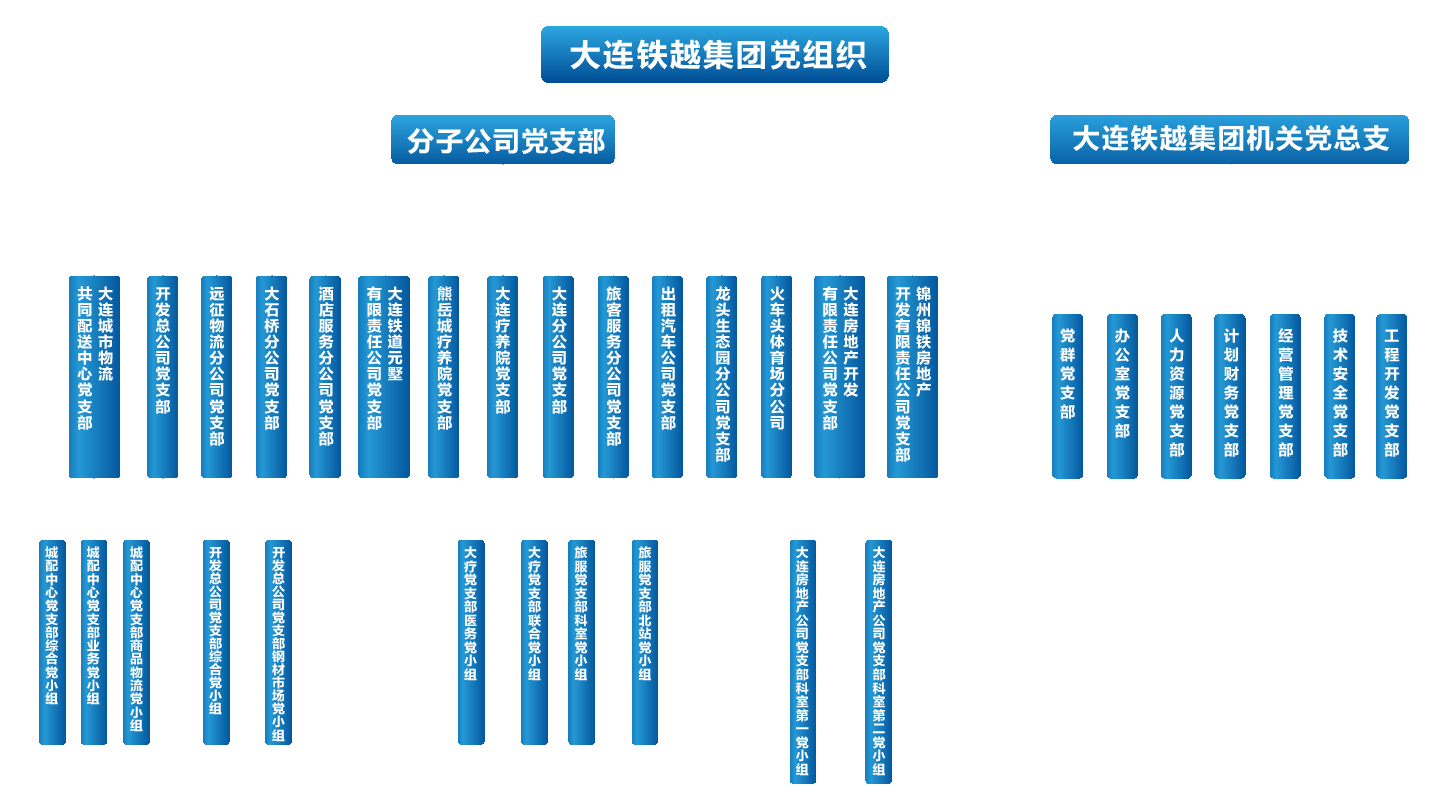 大连铁越集团党组织
分子公司党支部
大连铁越集团机关党总支
大连城市物流
共同配送中心党支部
开发总公司党支部
远征物流分公司党支部
大石桥分公司党支部
酒店服务分公司党支部
大连铁道元墅
有限责任公司党支部
熊岳城疗养院党支部
大连疗养院党支部
大连分公司党支部
旅客服务分公司党支部
出租汽车公司党支部
龙头生态园分公司党支部
火车头体育场分公司
大连房地产开发
有限责任公司党支部
锦州锦铁房地产
开发有限责任公司党支部
党群党支部
办公室党支部
人力资源党支部
计划财务党支部
经营管理党支部
技术安全党支部
工程开发党支部
城配中心党支部综合党小组
城配中心党支部业务党小组
城配中心党支部商品物流党小组
开发总公司党支部综合党小组
开发总公司党支部钢材市场党小组
大疗党支部医务党小组
大疗党支部联合党小组
旅服党支部科室党小组
旅服党支部北站党小组
大连房地产公司党支部科室第一党小组
大连房地产公司党支部科室第二党小组